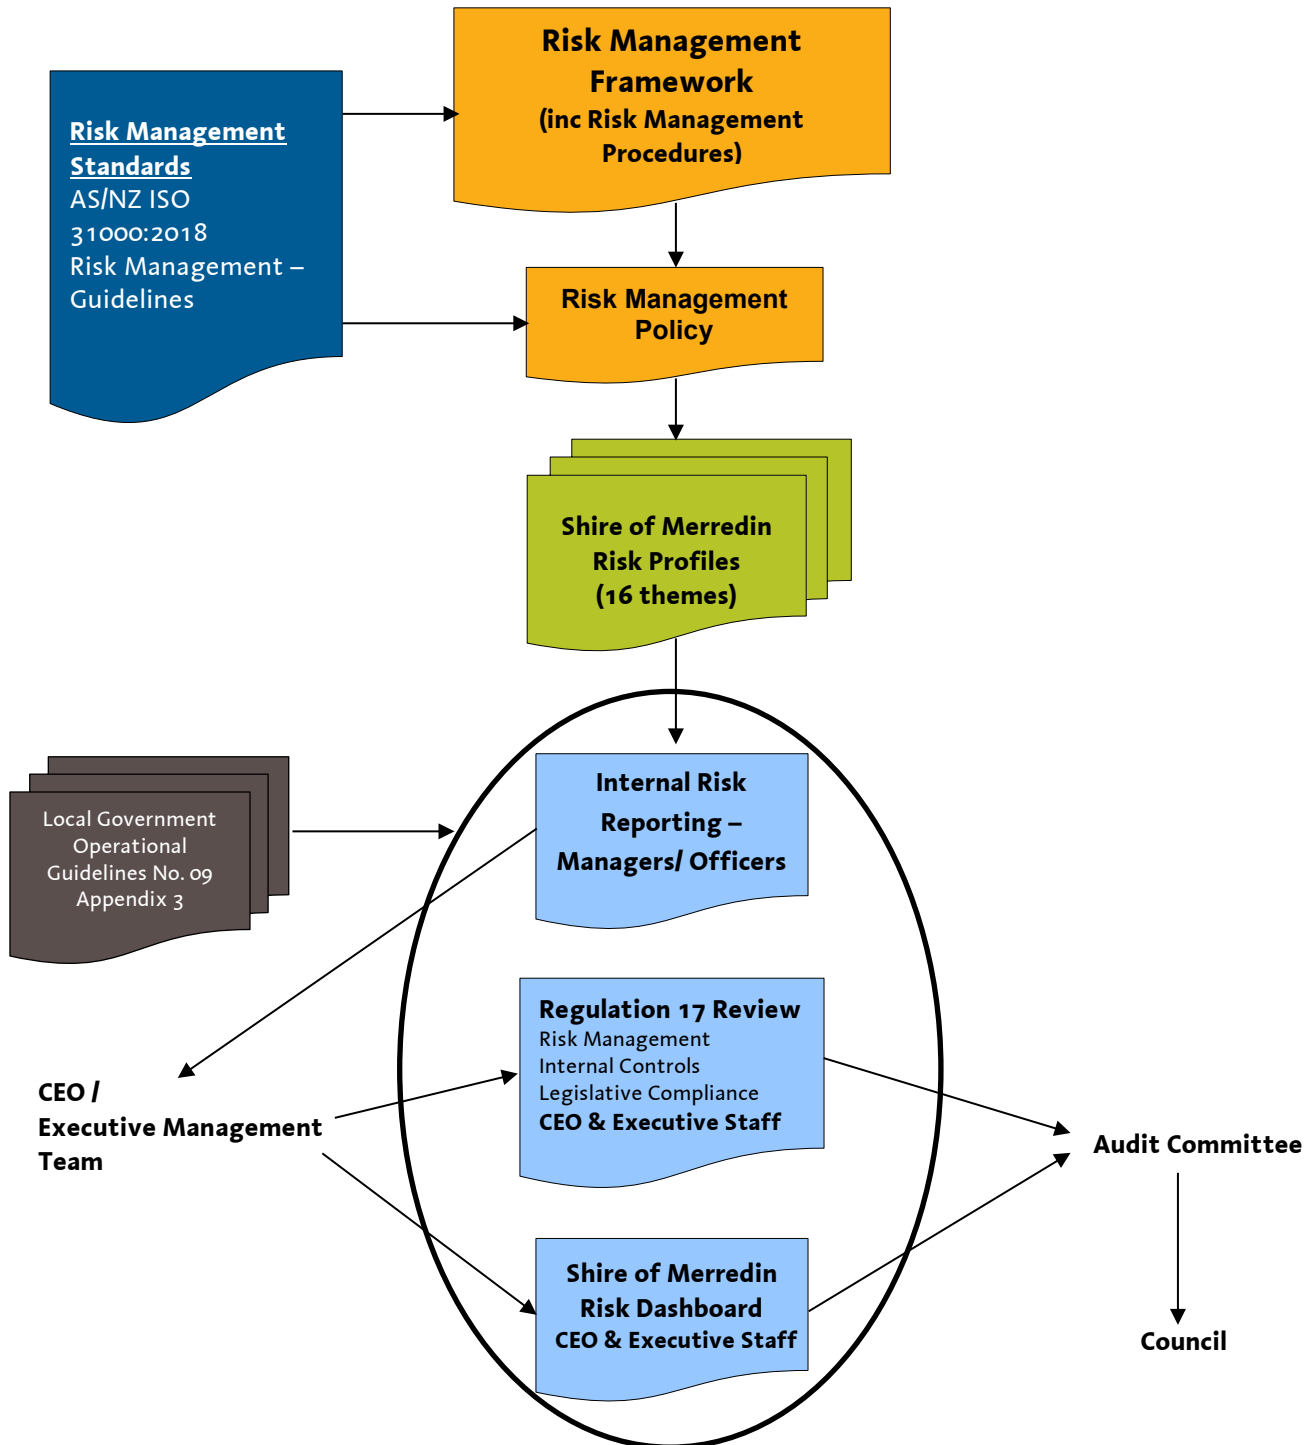 Risk Management
Framework
(inc Risk Management
Procedures)
Risk Management
Standards
AS/NZ ISO
31000:2018
Risk Management –
Guidelines
Risk Management
Policy
Shire of Merredin
Risk Profiles
(16 themes)
Internal Risk
Reporting –
Managers/ Officers
Local Government
Operational
Guidelines No. 09
Appendix 3
Regulation 17 Review
Risk Management
Internal Controls
Legislative Compliance
CEO & Executive Staff
CEO /
Executive Management
Team
Audit Committee
Shire of Merredin
Risk Dashboard
CEO & Executive Staff
Council